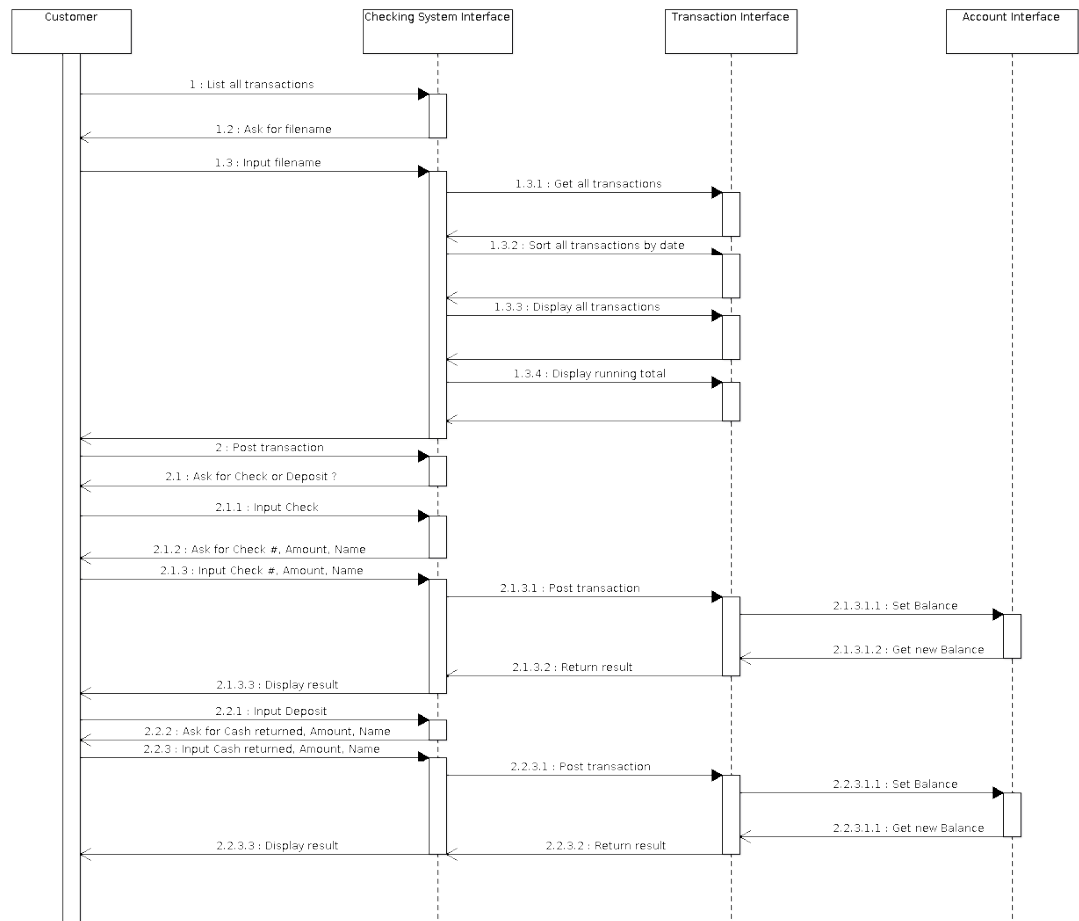 Customer
Checking System Interface
Transaction Interface
Account Interface
1 : List all transactions
1.2 : Ask for filename
1.3 : Input filename
1.3.1 : Get all transactions
1.3.2 : Sort all transactions by date
1.3.3 : Display all transactions
1.3.4 : Display running total
2 : Post transaction
2.1 : Ask for Check or Deposit ?
2.1.1 : Input Check
2.1.2 : Ask for Check #, Amount, Name
2.1.3 : Input Check #, Amount, Name
2.1.3.1 : Post transaction
2.1.3.1.1 : Set Balance
2.1.3.1.2 : Get new Balance
2.1.3.2 : Return result
2.1.3.3 : Display result
2.2.1 : Input Deposit
2.2.2 : Ask for Cash returned, Amount, Name
2.2.3 : Input Cash returned, Amount, Name
2.2.3.1 : Post transaction
2.2.3.1.1 : Set Balance
2.2.3.1.1 : Get new Balance
2.2.3.2 : Return result
2.2.3.3 : Display result